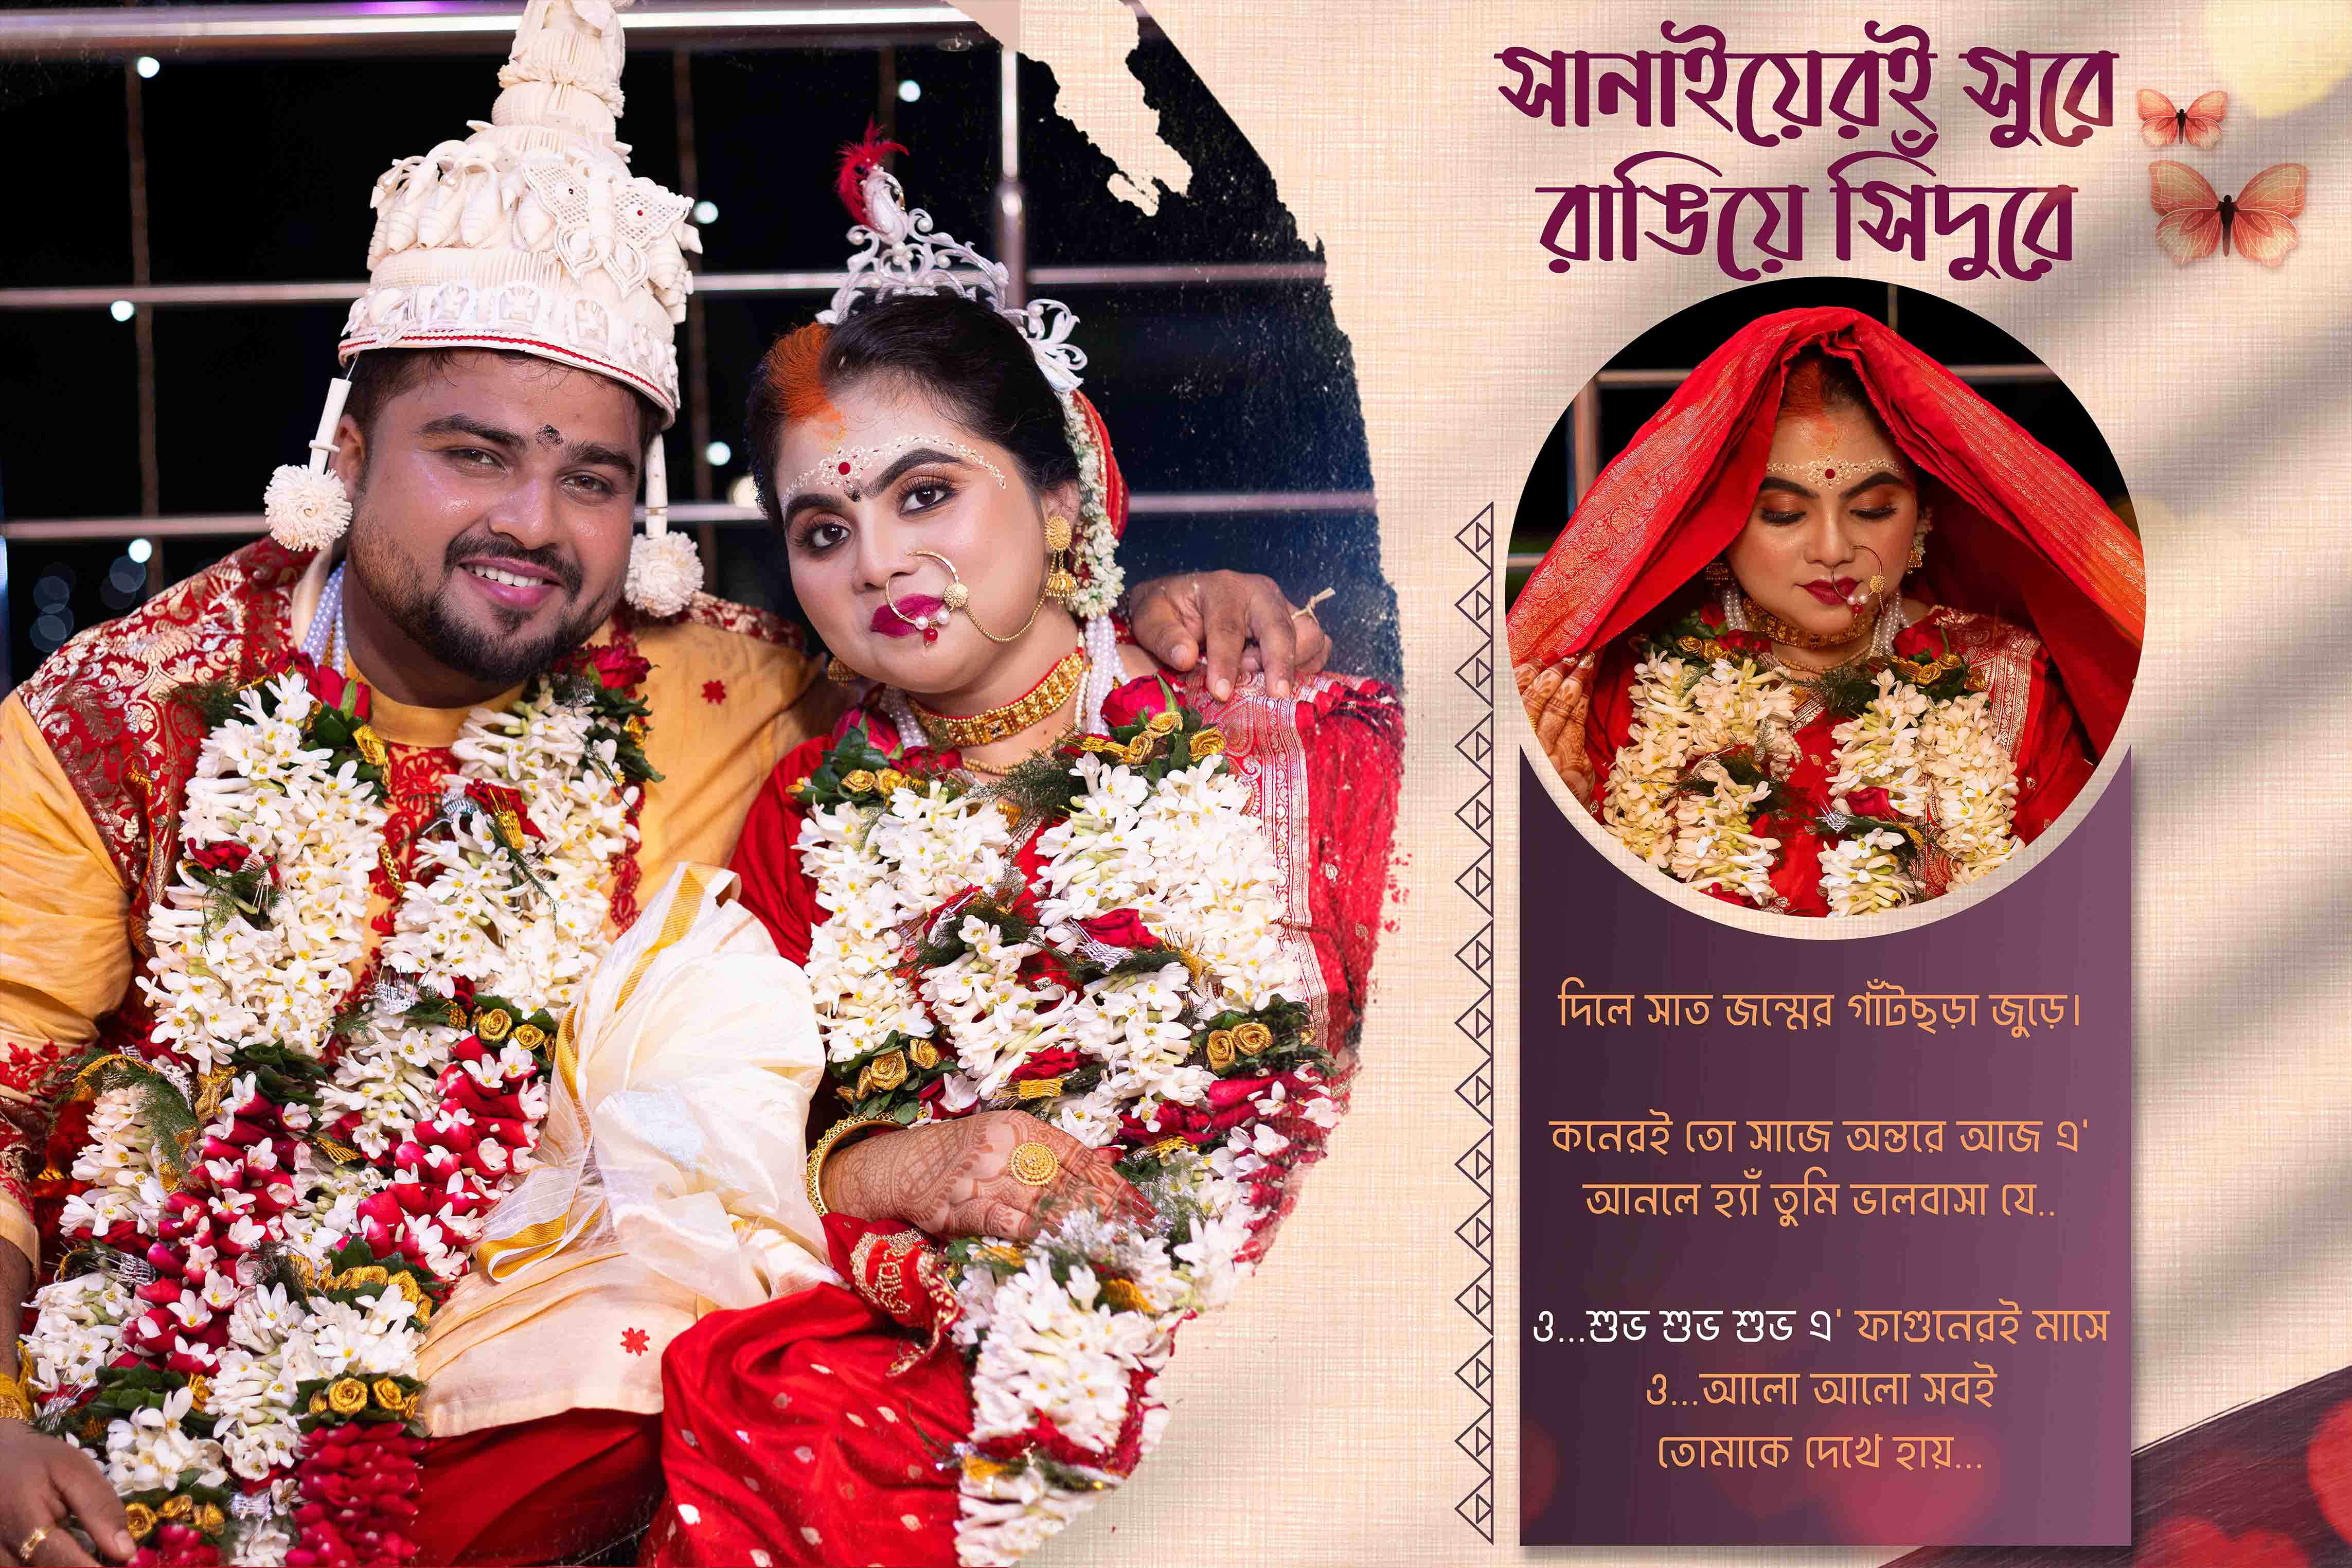 সানাইয়েরই সুরে
রাঙিয়ে সিঁদুরে
দিলে সাত জন্মের গাঁটছড়া জুড়ে।
কনেরই তো সাজে অন্তরে আজ এ'
আনলে হ্যাঁ তুমি ভালবাসা যে..
ও...শুভ শুভ শুভ এ' ফাগুনেরই মাসে
ও...আলো আলো সবই
তোমাকে দেখে হায়...